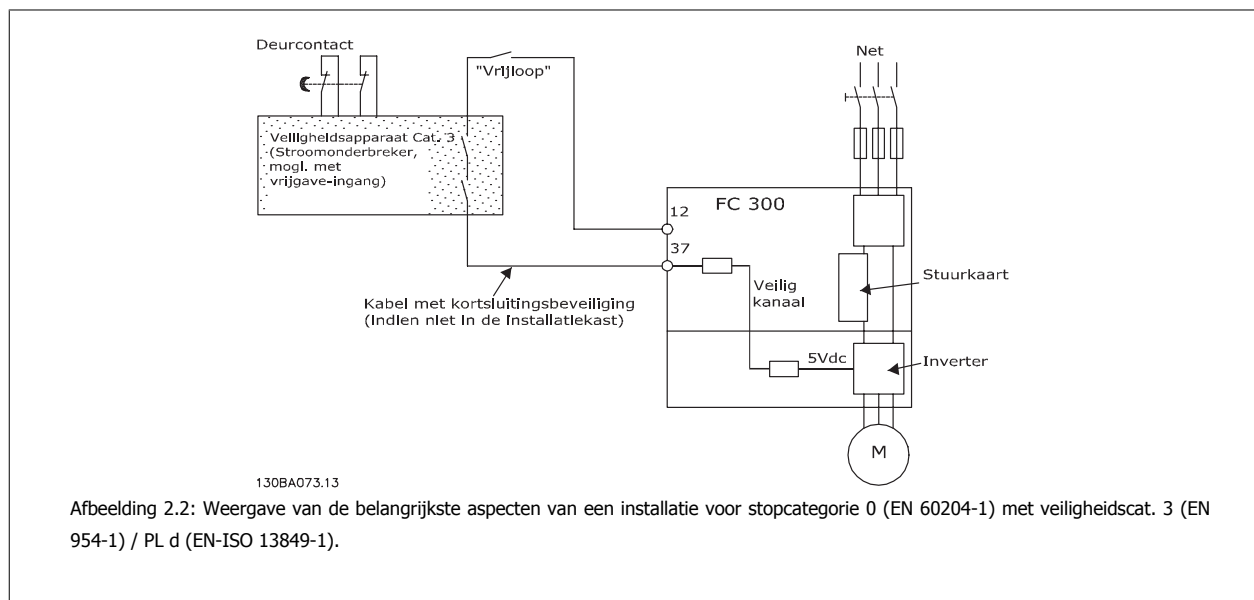 Deurcontact
Net
"Vrijloop"
Veiligheidsapparaat Cat. 3
(Stroomonderbreker,
mogl. met
vrijgave-ingang)
FC 300
12
37
Veilig
kanaal
Stuurkaart
Kabel met kortsluitingsbeveiliging
(Indien niet in de installatiekast)
5Vdc
Inverter
M
130BA073.13
Afbeelding 2.2: Weergave van de belangrijkste aspecten van een installatie voor stopcategorie 0 (EN 60204-1) met veiligheidscat. 3 (EN
954-1) / PL d (EN-ISO 13849-1).